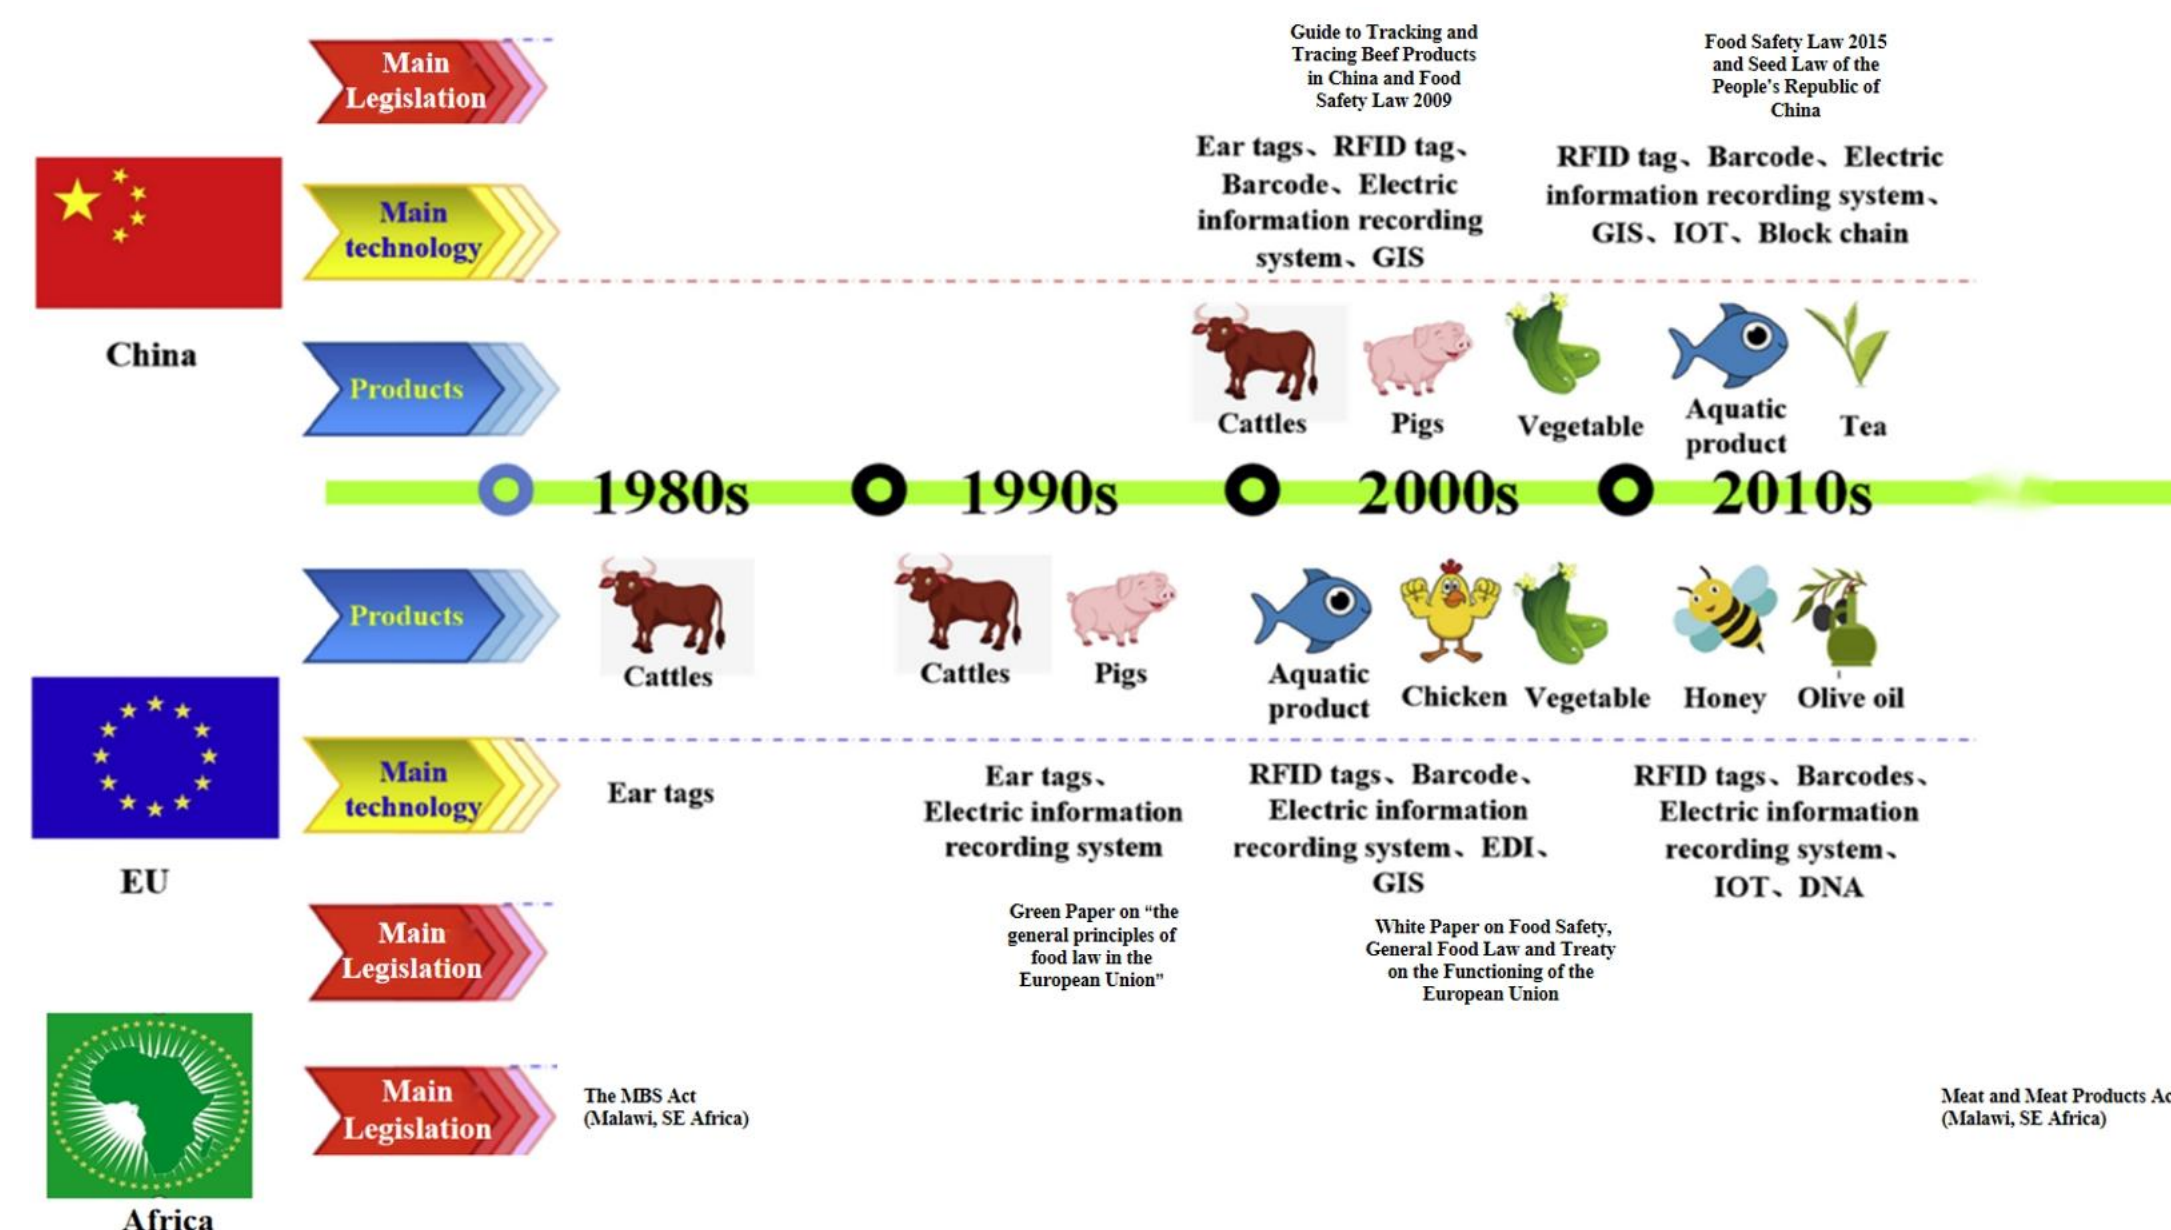 Main
Legislation
Guide to Tracking and
Tracing Beef Products
in China and Food
Safety Law 2009
Food Safety Law 2015
and Seed Law of the
People's Republic of
China
China
Main
technology
Ear tags、RFID tag、
Barcode、Electric
information recording
system、GIS
RFID tag、Barcode、Electric
information recording system、
GIS、IOT、Block chain
Products
Cattles
Pigs
Vegetable
Aquatic
product
Tea
1980s
1990s
2000s
2010s
Products
Cattles
Cattles
Pigs
Aquatic
product
Chicken
Vegetable
Honey
Olive oil
EU
Main
technology
Ear tags
Ear tags、
Electric information
recording system
RFID tags、Barcode、
Electric information
recording system、EDI、
GIS
RFID tags、Barcodes、
Electric information
recording system、
IOT、DNA
Main
Legislation
Green Paper on “the
general principles of
food law in the
European Union”
White Paper on Food Safety,
General Food Law and Treaty
on the Functioning of the
European Union
Africa
Main
Legislation
The MBS Act
(Malawi, SE Africa)
Meat and Meat Products Ac
(Malawi, SE Africa)